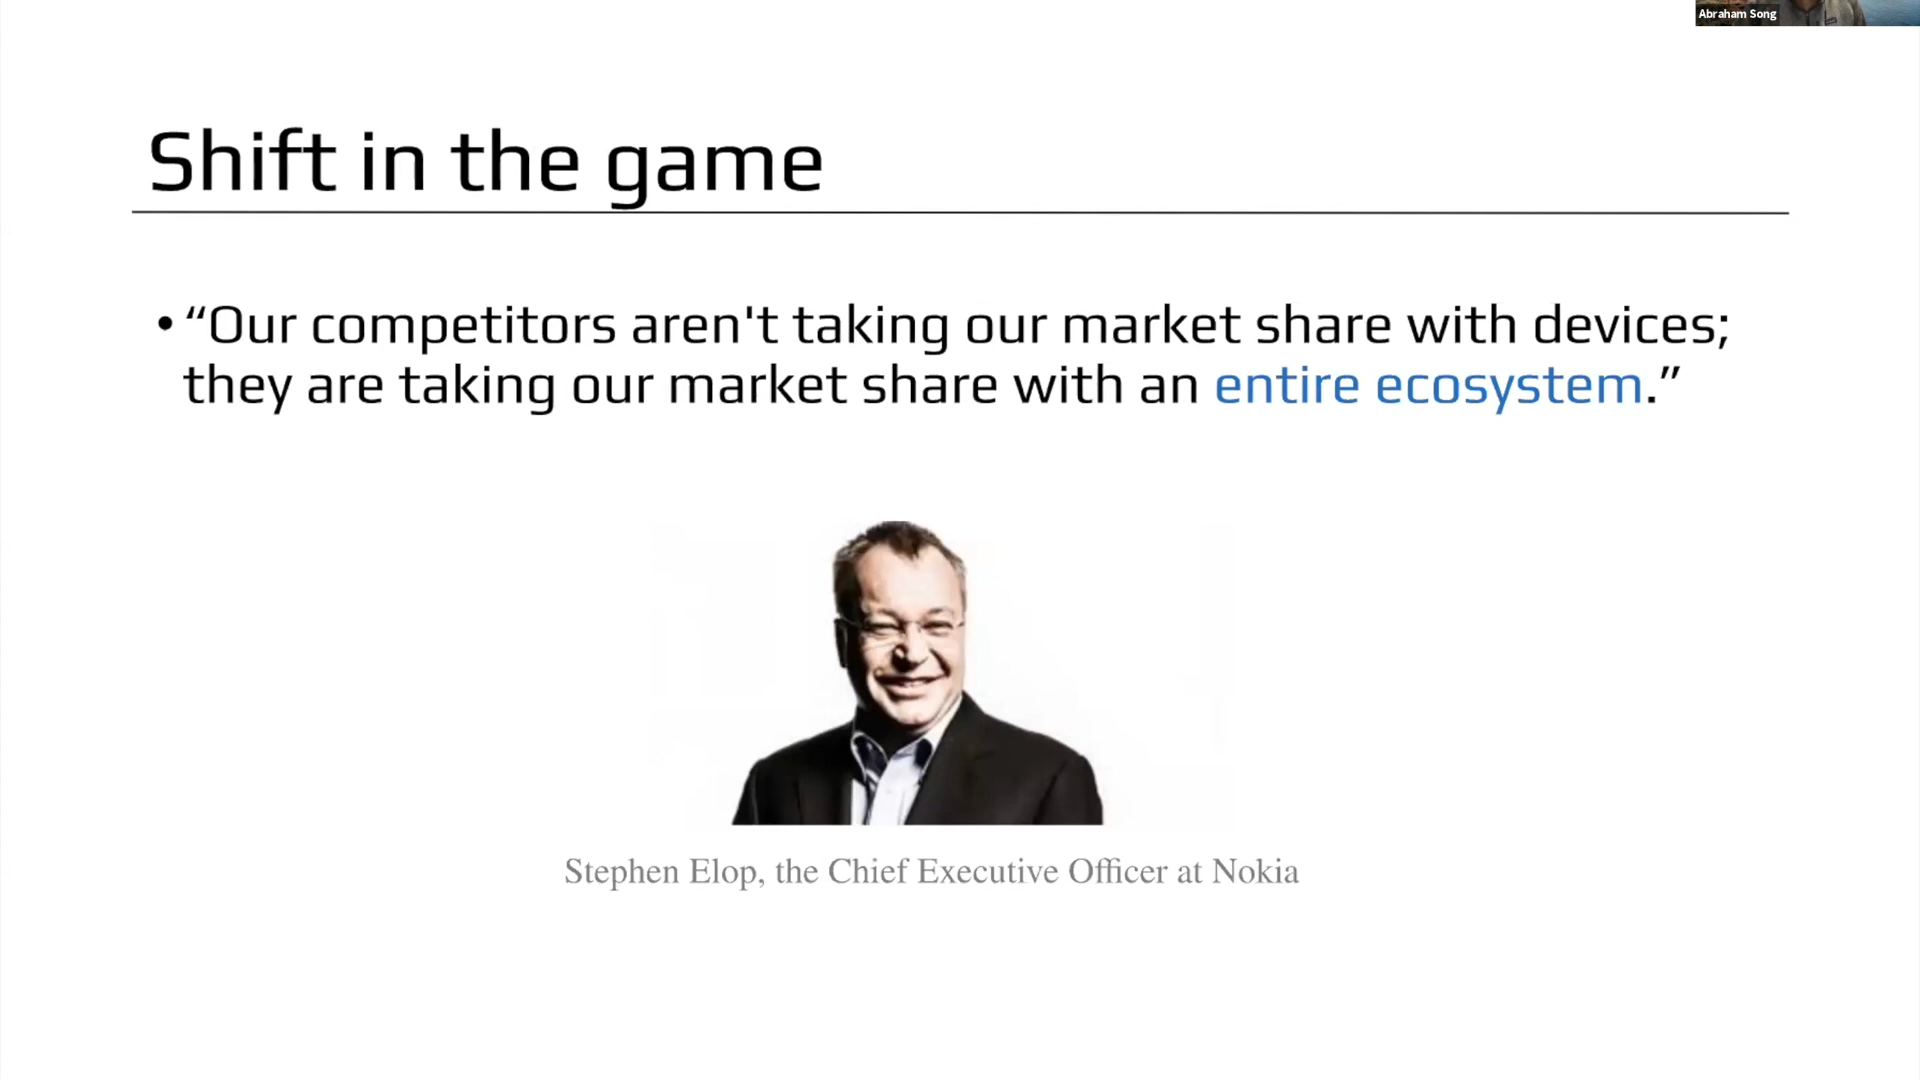 Abraham Song
Shift in the game
• “Our competitors aren't taking our market share with devices;
they are taking our market share with an entire ecosystem.”
Stephen Elop, the Chief Executive Officer at Nokia